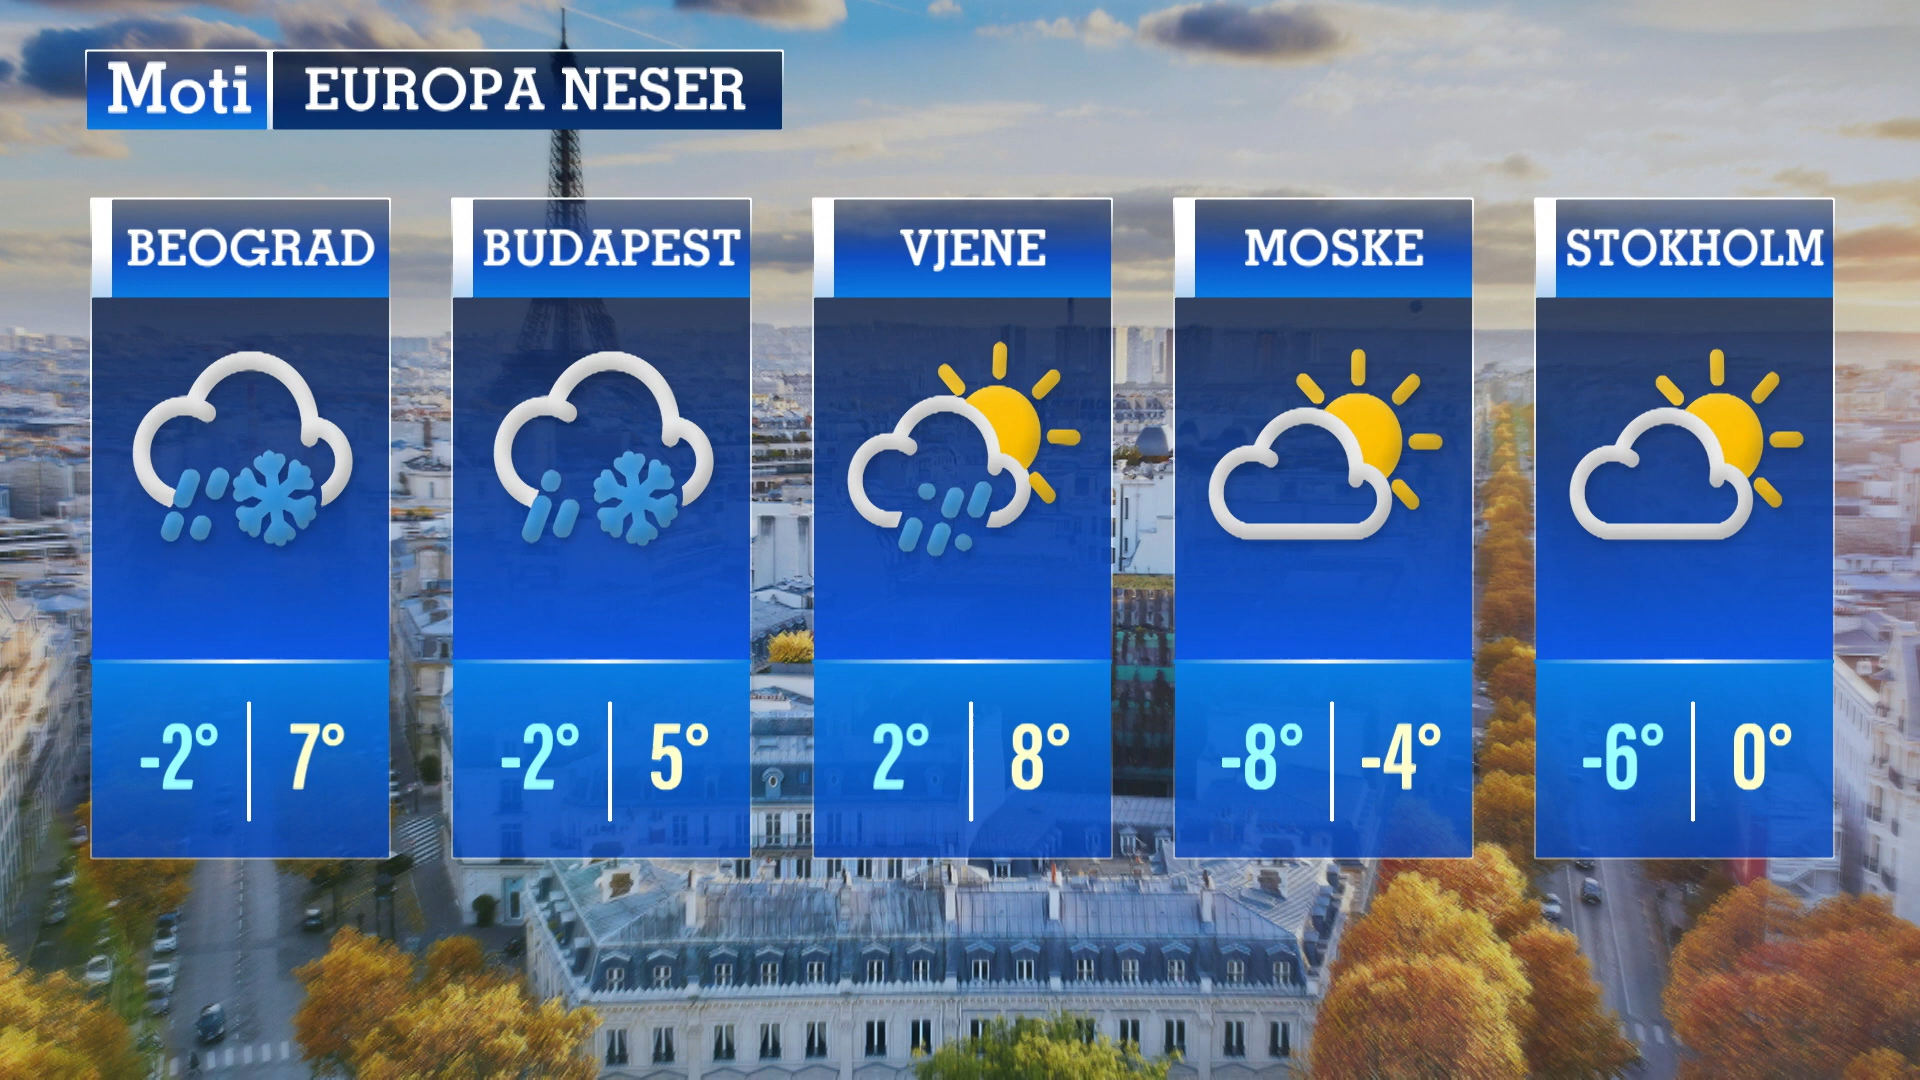 Moti EUROPA NESER
BEOGRAD
-2° 7°
BUDAPEST
-2° 5°
VJENE
2° 8°
MOSKE
-8° -4°
STOKHOLM
-6° 0°